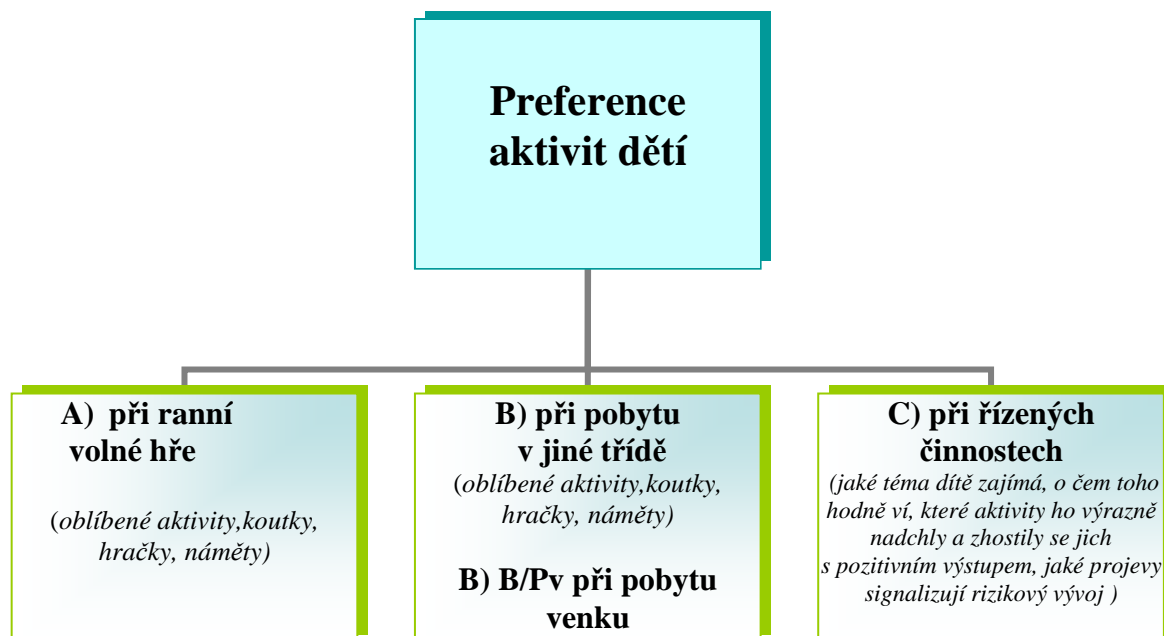 Preference
aktivit dětí
A) při ranní
volné hře
(oblíbené aktivity,koutky,
hračky, náměty)
B) při pobytu
v jiné třídě
(oblíbené aktivity,koutky,
hračky, náměty)
B) B/Pv při pobytu
venku
C) při řízených
činnostech
(jaké téma dítě zajímá, o čem toho
hodně ví, které aktivity ho výrazně
nadchly a zhostily se jich
s pozitivním výstupem, jaké projevy
signalizují rizikový vývoj )